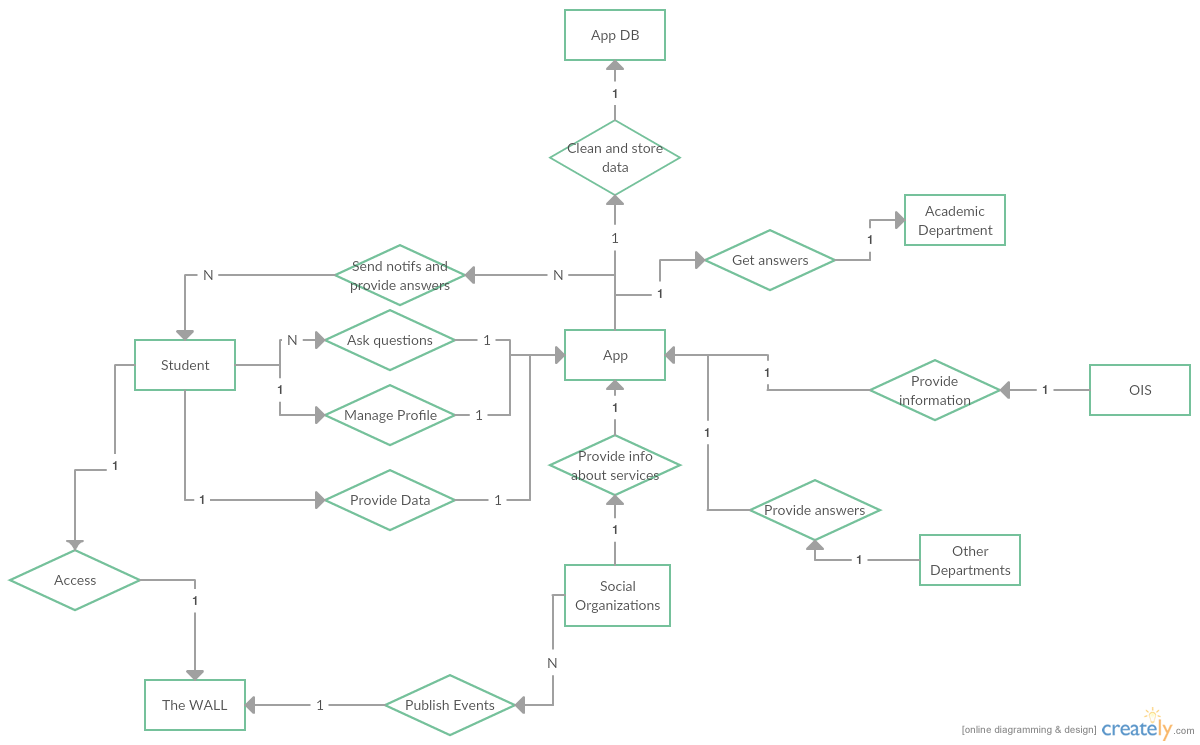 App DB
1
Clean and store
data
1
Academic
Department
1
Get answers
1
Send notifs and
provide answers
N
N
Ask questions
N
1
Student
App
1
Manage Profile
1
1
Provide
information
1
OIS
1
Provide info
about services
1
Provide Data
1
1
1
Provide answers
1
1
Other
Departments
Access
1
Social
Organizations
N
The WALL
1
Publish Events
[online diagramming & design] creately.com